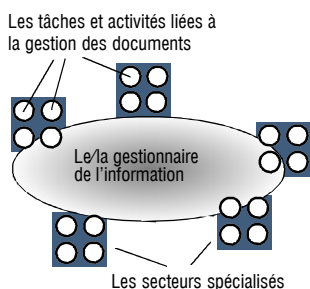 Les tâches et activités liées à
la gestion des documents
Le/la gestionnaire
de l'information
Les secteurs spécialisés